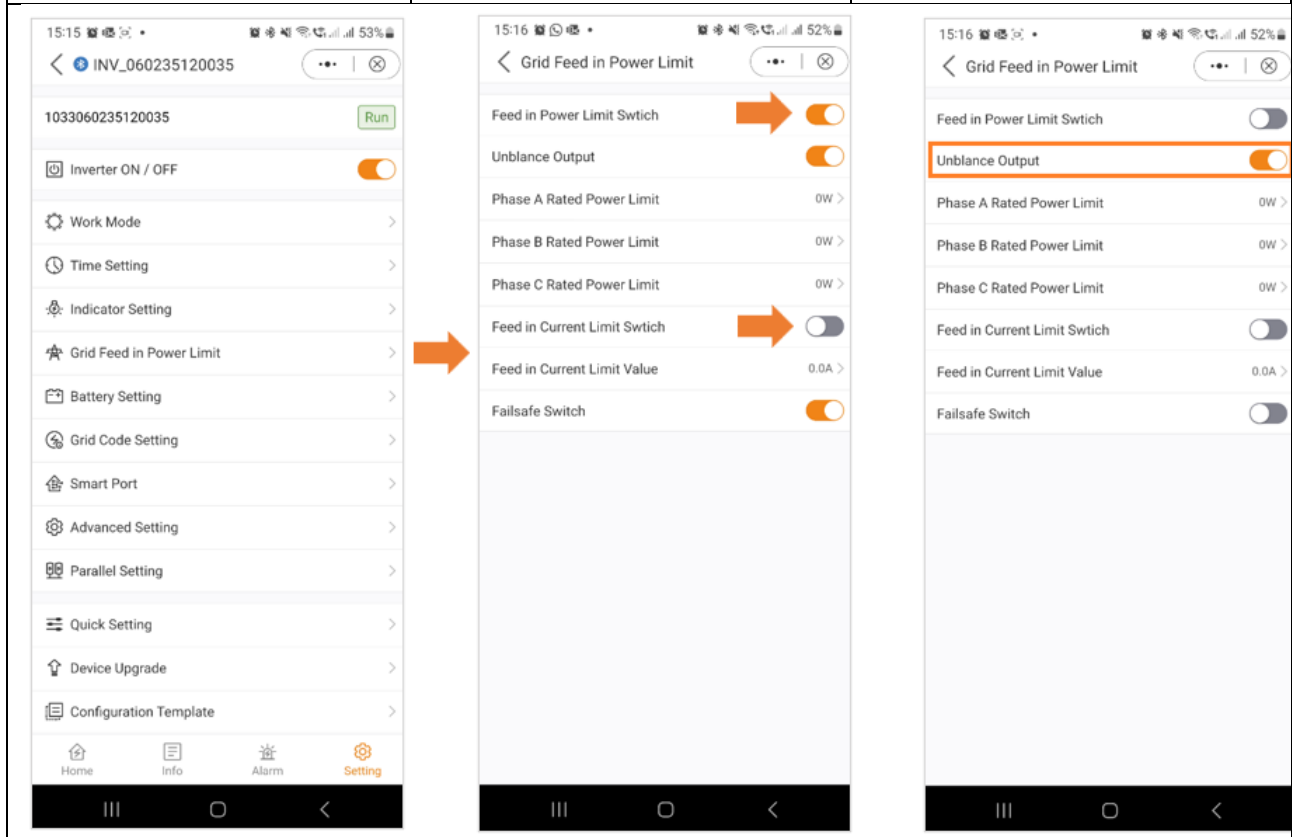 15:15 53%
INV_060235120035
1033060235120035 Run
Inverter ON / OFF
Work Mode
Time Setting
Indicator Setting
Grid Feed in Power Limit
Battery Setting
Grid Code Setting
Smart Port
Advanced Setting
Parallel Setting
Quick Setting
Device Upgrade
Configuration Template
Home Info Alarm Setting
15:16 52%
Grid Feed in Power Limit
Feed in Power Limit Swtich
Unblance Output
Phase A Rated Power Limit 0W
Phase B Rated Power Limit 0W
Phase C Rated Power Limit 0W
Feed in Current Limit Swtich
Feed in Current Limit Value 0.0A
Failsafe Switch
15:16 52%
Grid Feed in Power Limit
Feed in Power Limit Swtich
Unblance Output
Phase A Rated Power Limit 0W
Phase B Rated Power Limit 0W
Phase C Rated Power Limit 0W
Feed in Current Limit Swtich
Feed in Current Limit Value 0.0A
Failsafe Switch